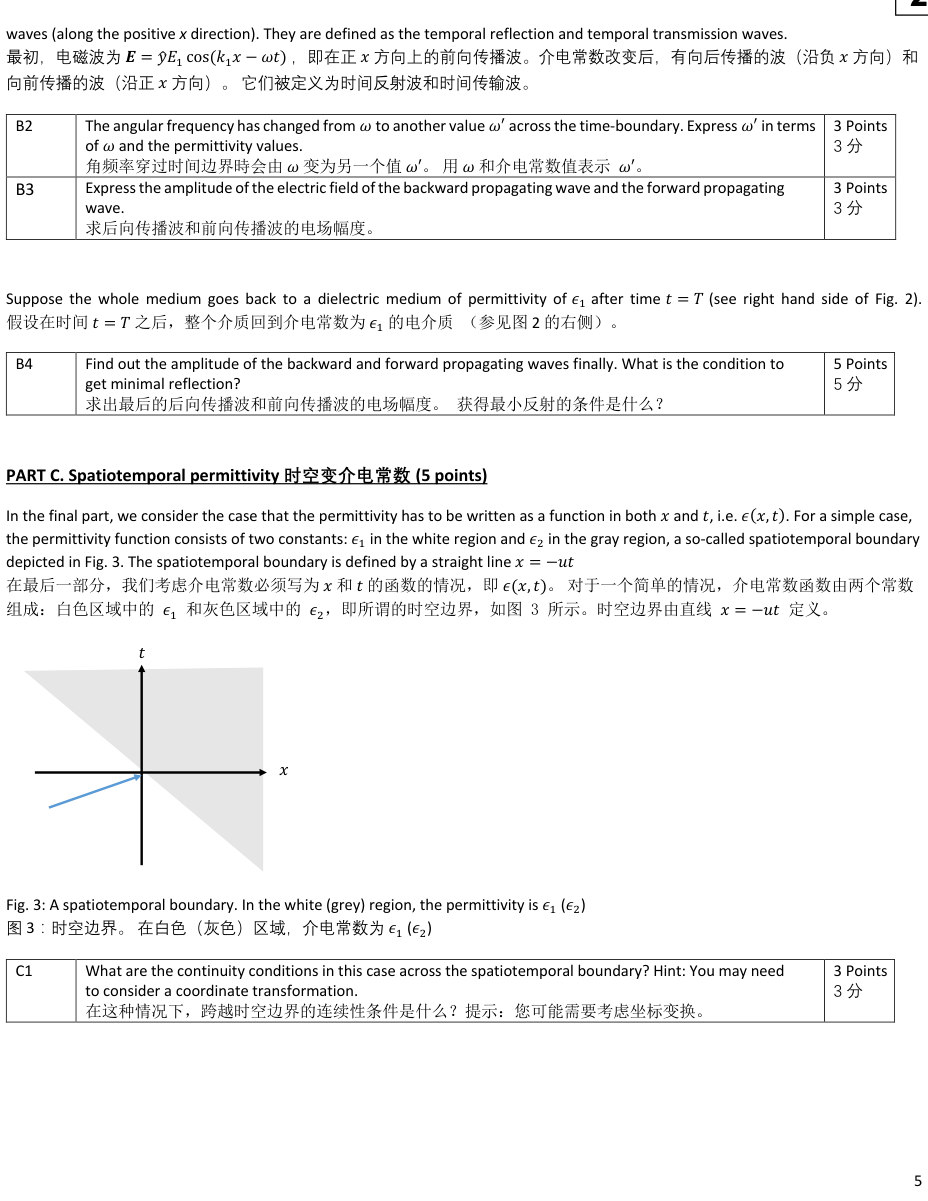 waves (along the positive x direction). They are defined as the temporal reflection and temporal transmission waves.
最初，电磁波为 E = ŷE₁ cos(k₁x − ωt) ，即在正 x 方向上的前向传播波。介电常数改变后，有向后传播的波（沿负 x 方向）和
向前传播的波（沿正 x 方向）。 它们被定义为时间反射波和时间传输波。
B2 The angular frequency has changed from ω to another value ω′ across the time-boundary. Express ω′ in terms 3 Points
of ω and the permittivity values. 3 分
角频率穿过时间边界時会由 ω 变为另一个值 ω′。 用 ω 和介电常数值表示 ω′。
B3 Express the amplitude of the electric field of the backward propagating wave and the forward propagating 3 Points
wave. 3 分
求后向传播波和前向传播波的电场幅度。
Suppose the whole medium goes back to a dielectric medium of permittivity of ϵ₁ after time t = T (see right hand side of Fig. 2).
假设在时间 t = T 之后，整个介质回到介电常数为 ϵ₁ 的电介质 （参见图 2 的右侧）。
B4 Find out the amplitude of the backward and forward propagating waves finally. What is the condition to 5 Points
get minimal reflection? 5 分
求出最后的后向传播波和前向传播波的电场幅度。 获得最小反射的条件是什么？
PART C. Spatiotemporal permittivity 时空变介电常数 (5 points)
In the final part, we consider the case that the permittivity has to be written as a function in both x and t, i.e. ϵ(x, t). For a simple case,
the permittivity function consists of two constants: ϵ₁ in the white region and ϵ₂ in the gray region, a so-called spatiotemporal boundary
depicted in Fig. 3. The spatiotemporal boundary is defined by a straight line x = −ut
在最后一部分，我们考虑介电常数必须写为 x 和 t 的函数的情况，即 ϵ(x, t)。 对于一个简单的情况，介电常数函数由两个常数
组成：白色区域中的 ϵ₁ 和灰色区域中的 ϵ₂，即所谓的时空边界，如图 3 所示。时空边界由直线 x = −ut 定义。
t
x
Fig. 3: A spatiotemporal boundary. In the white (grey) region, the permittivity is ϵ₁ (ϵ₂)
图 3：时空边界。 在白色（灰色）区域，介电常数为 ϵ₁ (ϵ₂)
C1 What are the continuity conditions in this case across the spatiotemporal boundary? Hint: You may need 3 Points
to consider a coordinate transformation. 3 分
在这种情况下，跨越时空边界的连续性条件是什么？提示：您可能需要考虑坐标变换。
5